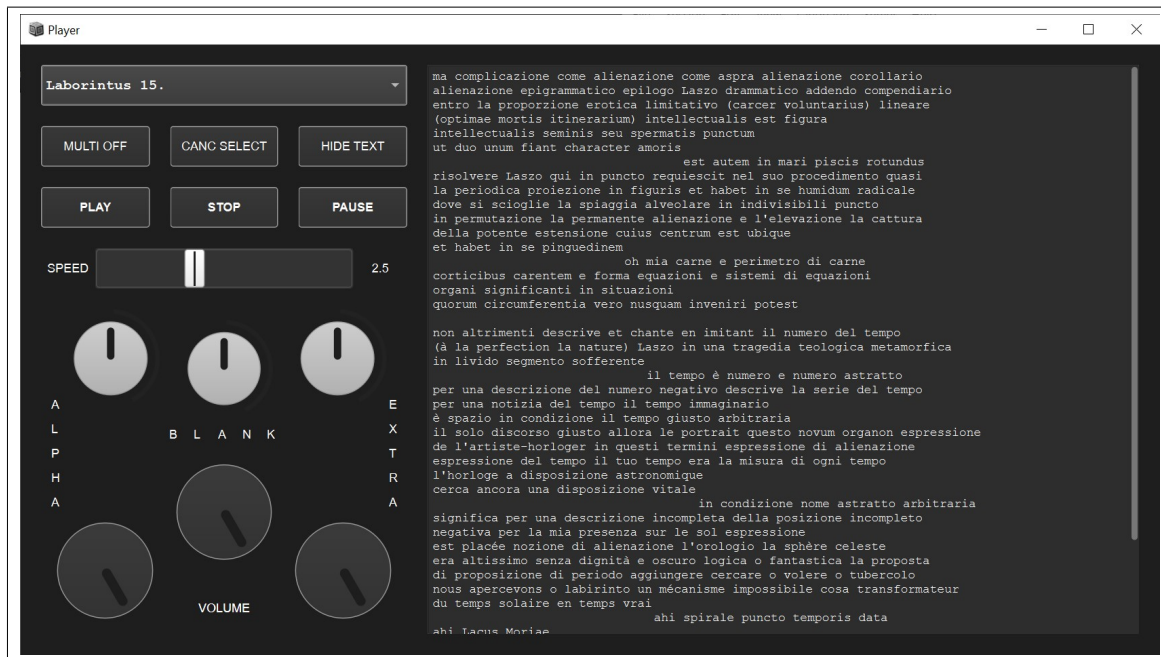 Player
Laborintus 15.
MULTI OFF
CANC SELECT
HIDE TEXT
PLAY
STOP
PAUSE
SPEED
2.5
ALPHA
BLANK
EXTRA
VOLUME
ma complicazione come alienazione come aspra alienazione corollario
alienazione epigrammatico epilogo Laszo drammatico addendo compendiario
entro la proporzione erotica limitativo (carcer voluntarius) lineare
(optimae mortis itinerarium) intellectualis est figura
intellectualis seminis seu spermatis punctum
ut duo unum fiant character amoris
est autem in mari piscis rotundus
risolvere Laszo qui in puncto requiescit nel suo procedimento quasi
la periodica proiezione in figuris et habet in se humidum radicale
dove si scioglie la spiaggia alveolare in indivisibili puncto
in permutazione la permanente alienazione e l'elevazione la cattura
della potente estensione cuius centrum est ubique
et habet in se pinguedinem
oh mia carne e perimetro di carne
corticibus carentem e forma equazioni e sistemi di equazioni
organi significanti in situazioni
quorum circumferentia vero nusquam inveniri potest
non altrimenti descrive et chante en imitant il numero del tempo
(à la perfection la nature) Laszo in una tragedia teologica metamorfica
in livido segmento sofferente
il tempo è numero e numero astratto
per una descrizione del numero negativo descrive la serie del tempo
per una notizia del tempo il tempo immaginario
è spazio in condizione il tempo giusto arbitraria
il solo discorso giusto allora le portrait questo novum organon espressione
de l'artiste-horloger in questi termini espressione di alienazione
espressione del tempo il tuo tempo era la misura di ogni tempo
l'horloge a disposizione astronomique
cerca ancora una disposizione vitale
in condizione nome astratto arbitraria
significa per una descrizione incompleta della posizione incompleto
negativa per la mia presenza sur le sol espressione
est placée nozione di alienazione l'orologio la sphère celeste
era altissimo senza dignità e oscuro logica o fantastica la proposta
di proposizione di periodo aggiungere cercare o volere o tubercolo
nous apercevons o labirinto un mécanisme impossibile cosa transformateur
du temps solaire en temps vrai
ahi spirale puncto temporis data
ahi Lacus Moriae